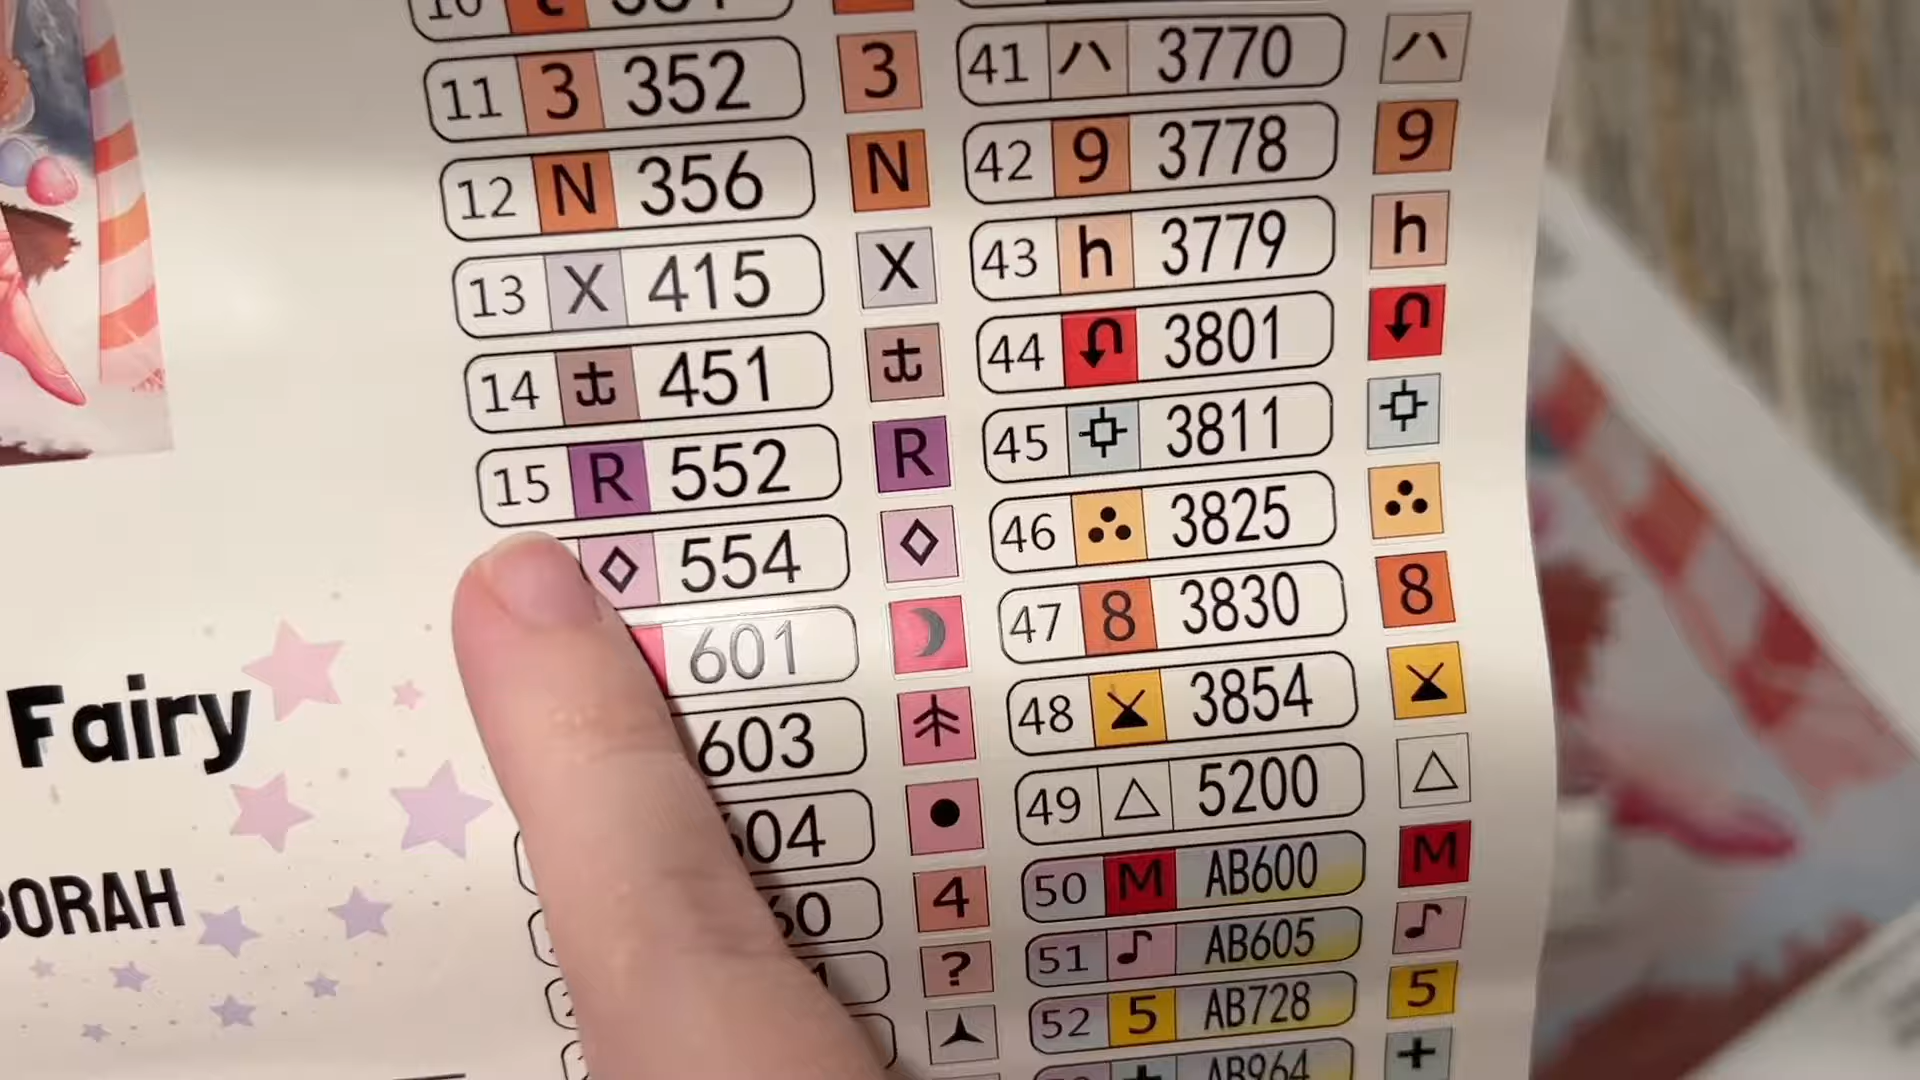 11 3 352 3
12 N 356 N
13 X 415 X
14 451
15 R 552 R
554
601
603
04
4
?
41 ハ 3770 ハ
42 9 3778 9
43 h 3779 h
44 3801
45 3811
46 3825
47 8 3830 8
48 3854
49 △ 5200 △
50 M AB600 M
51 ♪ AB605 ♪
52 5 AB728 5
AB964
Fairy
BORAH